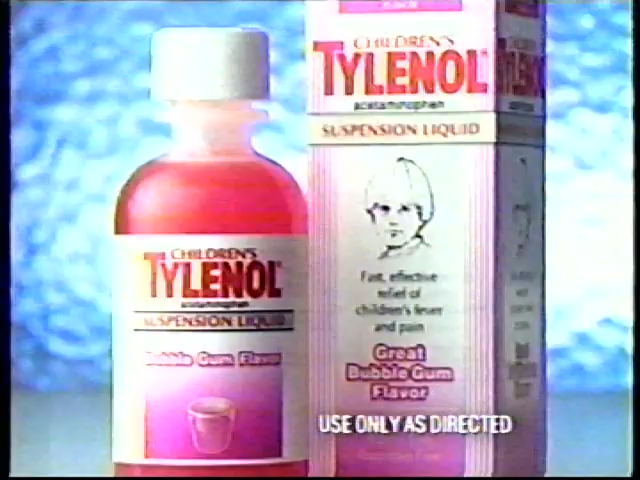 CHILDREN'S
TYLENOL
acetaminophen
SUSPENSION LIQUID
Bubble Gum Flavor
CHILDREN'S
TYLENOL
acetaminophen
SUSPENSION LIQUID
Fast, effective
relief of
children's fever
and pain
Great
Bubble Gum
Flavor
USE ONLY AS DIRECTED